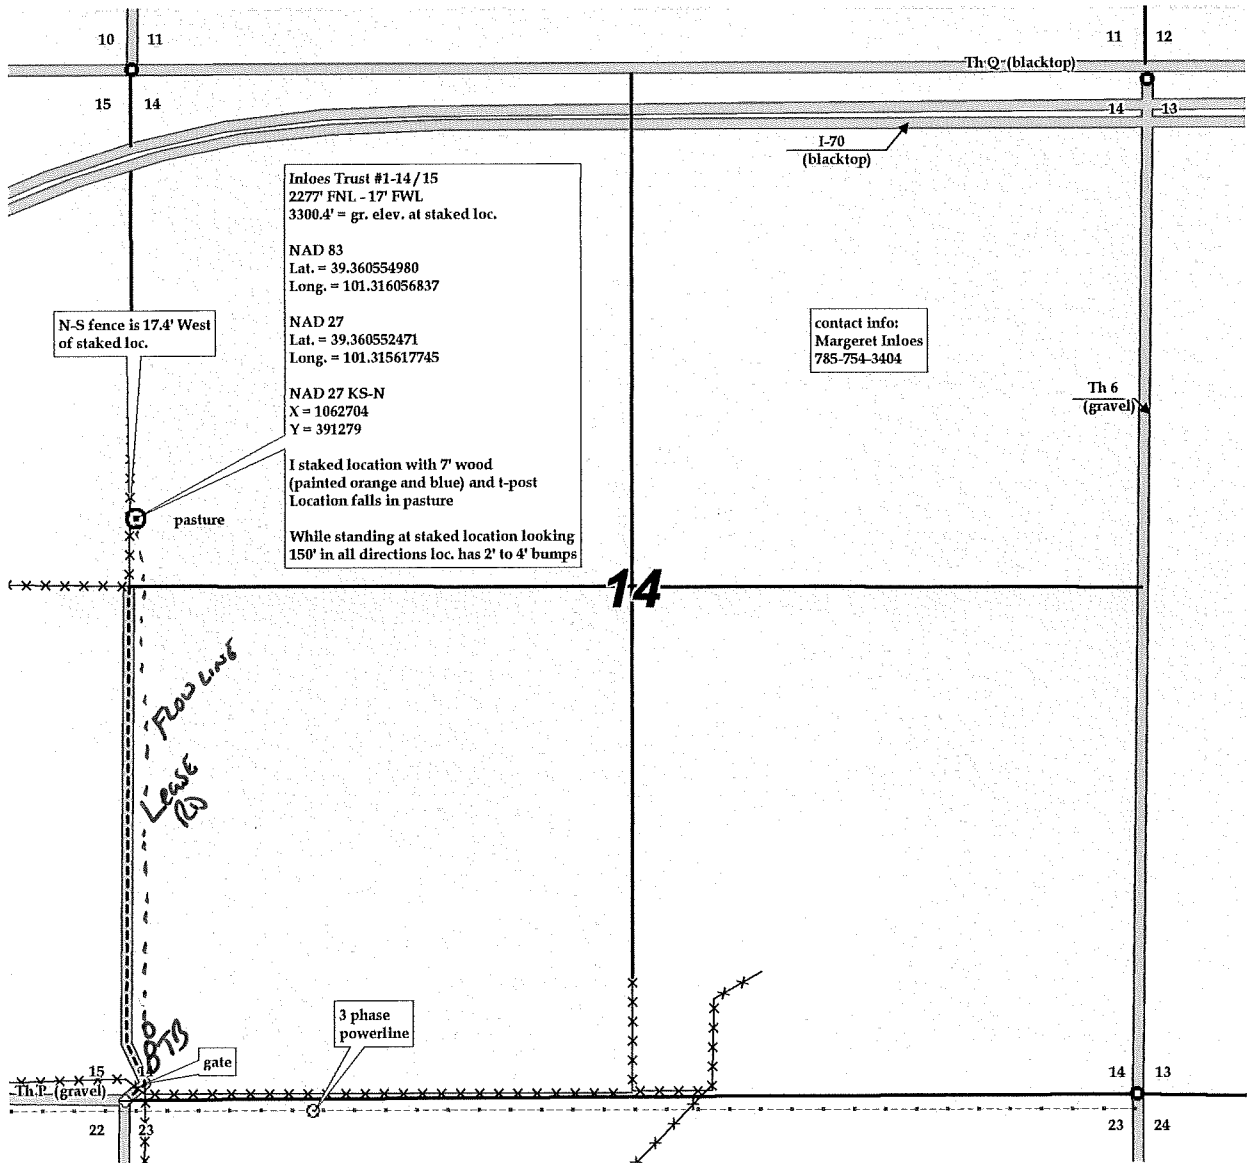 10 11
11 12
Th Q (blacktop)
15 14
14 13
I-70
(blacktop)
Inloes Trust #1-14/15
2277' FNL - 17' FWL
3300.4' = gr. elev. at staked loc.
NAD 83
Lat. = 39.360554980
Long. = 101.316056837
NAD 27
Lat. = 39.360552471
Long. = 101.315617745
NAD 27 KS-N
X = 1062704
Y = 391279
I staked location with 7' wood
(painted orange and blue) and t-post
Location falls in pasture
While standing at staked location looking
150' in all directions loc. has 2' to 4' bumps
N-S fence is 17.4' West
of staked loc.
contact info:
Margeret Inloes
785-754-3404
Th 6
(gravel)
pasture
14
FLOW LINE
LEASE
RD
BTB
3 phase
powerline
gate
15
Th P (gravel)
14 13
22 23
23 24